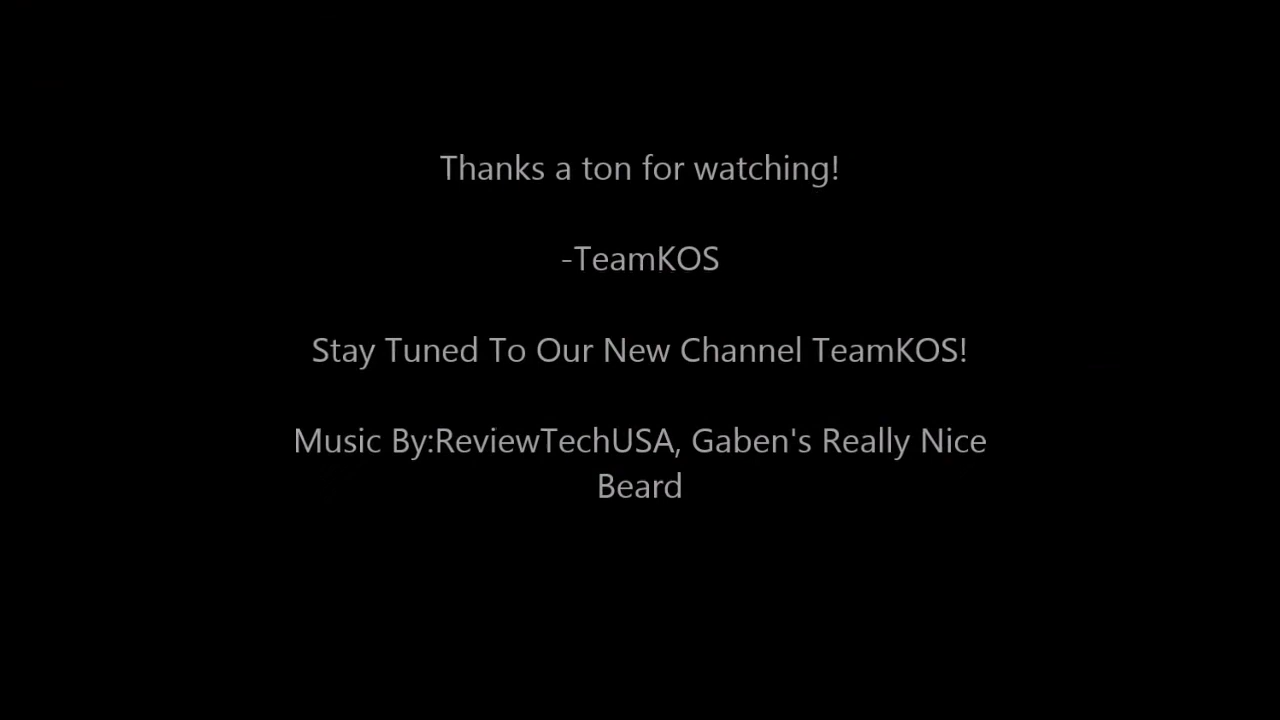 Thanks a ton for watching!
-TeamKOS
Stay Tuned To Our New Channel TeamKOS!
Music By:ReviewTechUSA, Gaben's Really Nice
Beard